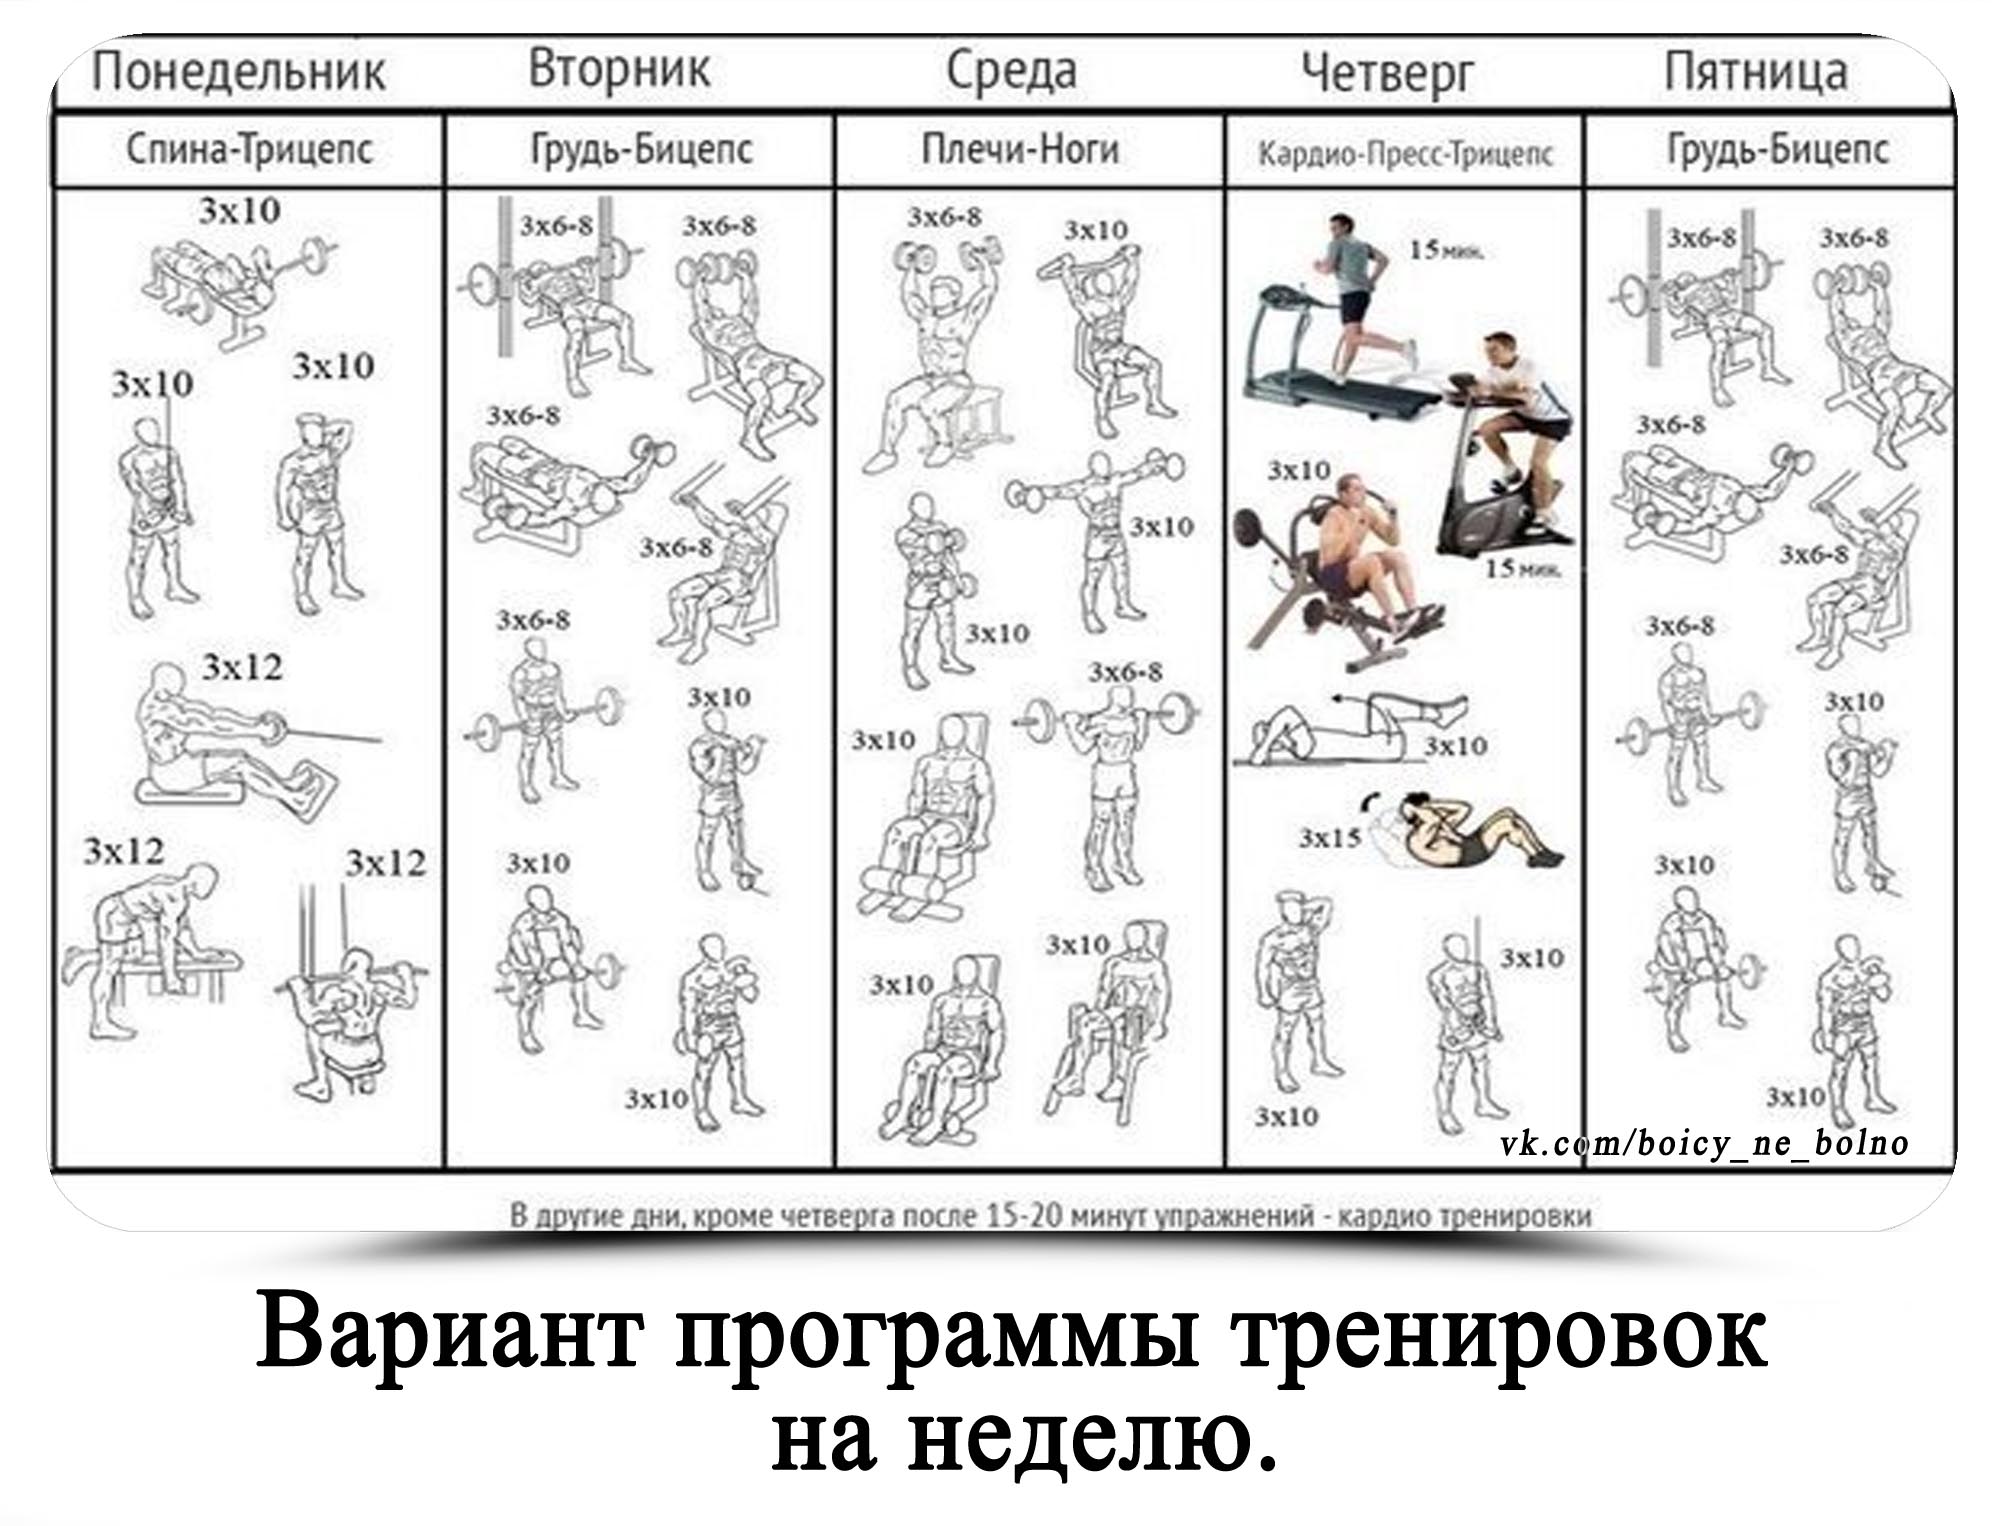 Понедельник
Вторник
Среда
Четверг
Пятница
Спина-Трицепс
Грудь-Бицепс
Плечи-Ноги
Кардио-Пресс-Трицепс
Грудь-Бицепс
3x10
3x10
3x10
3x12
3x12
3x12
3x6-8
3x6-8
3x6-8
3x6-8
3x6-8
3x10
3x10
3x10
3x6-8
3x10
3x10
3x10
3x6-8
3x10
3x10
3x10
15 мин.
3x10
15 мин.
3x10
3x15
3x10
3x10
3x6-8
3x6-8
3x6-8
3x6-8
3x6-8
3x10
3x10
3x10
vk.com/boicy_ne_bolno
В другие дни, кроме четверга после 15-20 минут упражнений - кардио тренировки
Вариант программы тренировок
на неделю.